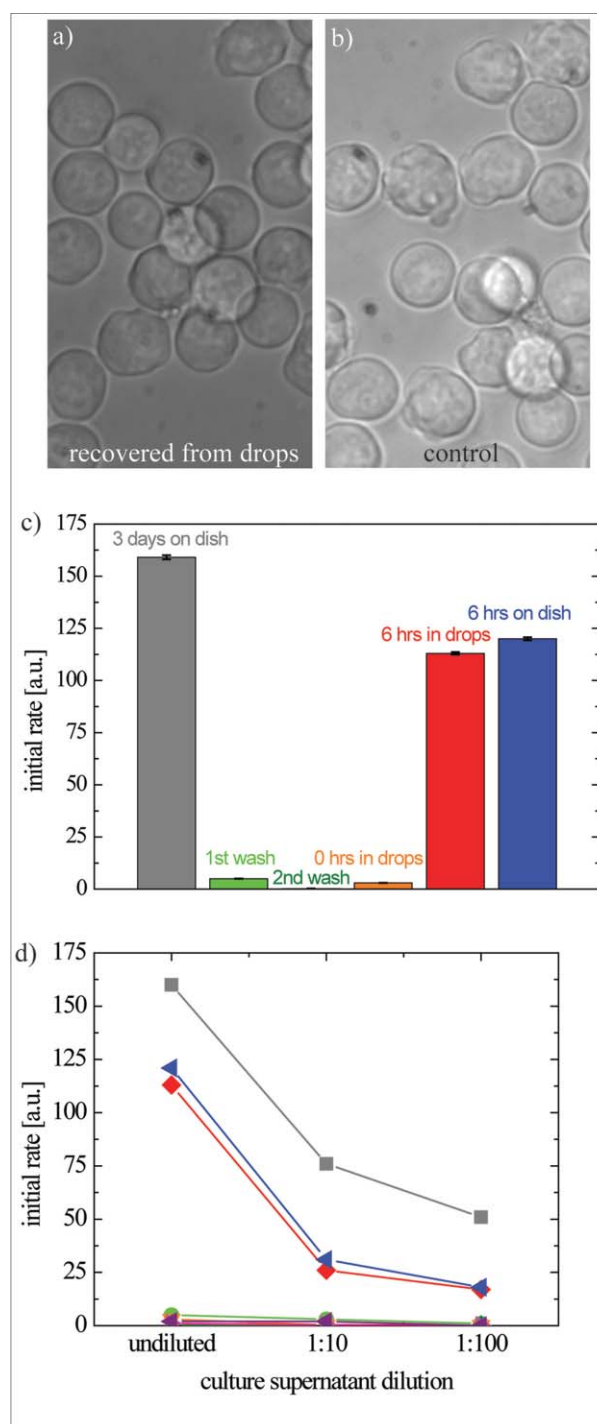 a)
b)
recovered from drops
control
c)
175
150
125
100
75
50
25
0
initial rate [a.u.]
3 days on dish
1st wash
2nd wash
0 hrs in drops
6 hrs in drops
6 hrs on dish
d)
175
150
125
100
75
50
25
0
initial rate [a.u.]
undiluted
1:10
1:100
culture supernatant dilution